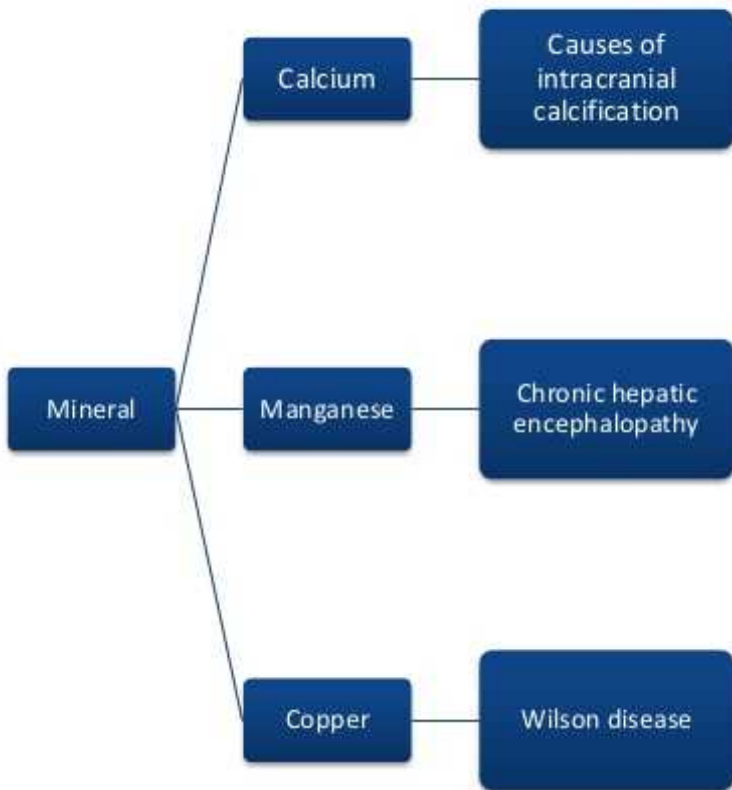 Mineral
Calcium
Causes of
intracranial
calcification
Manganese
Chronic hepatic
encephalopathy
Copper
Wilson disease